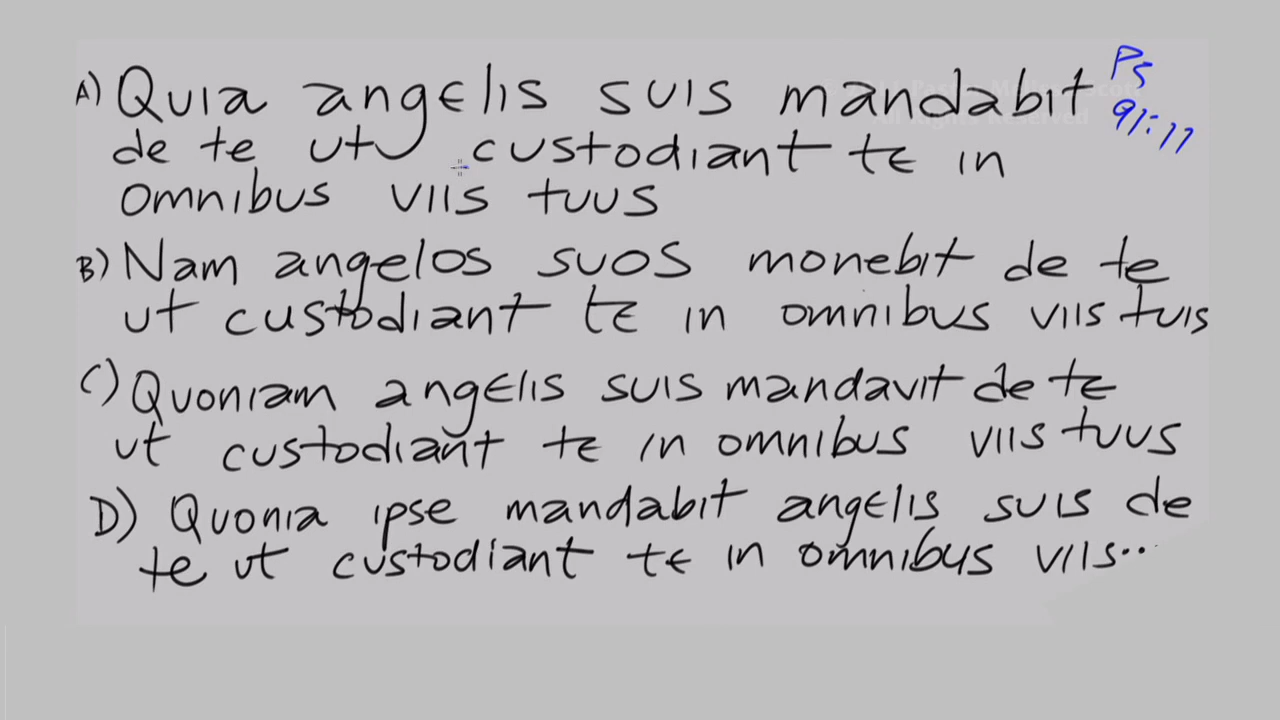 A) Quia angelis suis mandabit Ps 91:11
de te ut custodiant te in
omnibus viis tuus
B) Nam angelos suos monebit de te
ut custodiant te in omnibus viis tuis
C) Quoniam angelis suis mandavit de te
ut custodiant te in omnibus viis tuus
D) Quonia ipse mandabit angelis suis de
te ut custodiant te in omnibus viis...